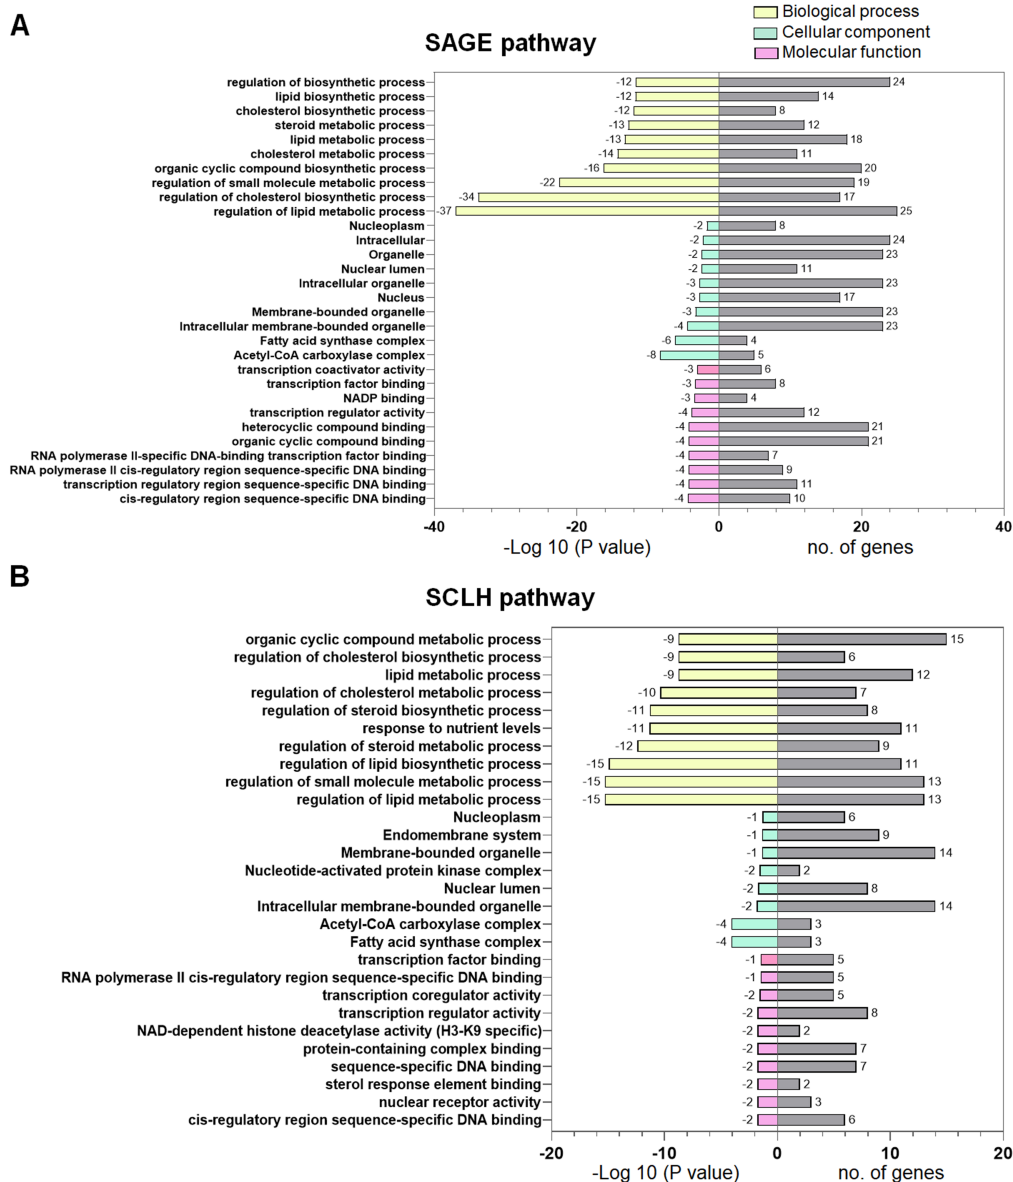 A
SAGE pathway
Biological process
Cellular component
Molecular function
regulation of biosynthetic process -12 24
lipid biosynthetic process -12 14
cholesterol biosynthetic process -12 8
steroid metabolic process -13 12
lipid metabolic process -13 18
cholesterol metabolic process -14 11
organic cyclic compound biosynthetic process -16 20
regulation of small molecule metabolic process -22 19
regulation of cholesterol biosynthetic process -34 17
regulation of lipid metabolic process -37 25
Nucleoplasm -2 8
Intracellular -2 24
Organelle -2 23
Nuclear lumen -2 11
Intracellular organelle -3 23
Nucleus -3 17
Membrane-bounded organelle -3 23
Intracellular membrane-bounded organelle -4 23
Fatty acid synthase complex -6 4
Acetyl-CoA carboxylase complex -8 5
transcription coactivator activity -3 6
transcription factor binding -3 8
NADP binding -3 4
transcription regulator activity -4 12
heterocyclic compound binding -4 21
organic cyclic compound binding -4 21
RNA polymerase II-specific DNA-binding transcription factor binding -4 7
RNA polymerase II cis-regulatory region sequence-specific DNA binding -4 9
transcription regulatory region sequence-specific DNA binding -4 11
cis-regulatory region sequence-specific DNA binding -4 10
-40 -20 0 20 40
-Log 10 (P value) no. of genes
B
SCLH pathway
organic cyclic compound metabolic process -9 15
regulation of cholesterol biosynthetic process -9 6
lipid metabolic process -9 12
regulation of cholesterol metabolic process -10 7
regulation of steroid biosynthetic process -11 8
response to nutrient levels -11 11
regulation of steroid metabolic process -12 9
regulation of lipid biosynthetic process -15 11
regulation of small molecule metabolic process -15 13
regulation of lipid metabolic process -15 13
Nucleoplasm -1 6
Endomembrane system -1 9
Membrane-bounded organelle -1 14
Nucleotide-activated protein kinase complex -2 2
Nuclear lumen -2 8
Intracellular membrane-bounded organelle -2 14
Acetyl-CoA carboxylase complex -4 3
Fatty acid synthase complex -4 3
transcription factor binding -1 5
RNA polymerase II cis-regulatory region sequence-specific DNA binding -1 5
transcription coregulator activity -2 5
transcription regulator activity -2 8
NAD-dependent histone deacetylase activity (H3-K9 specific) -2 2
protein-containing complex binding -2 7
sequence-specific DNA binding -2 7
sterol response element binding -2 2
nuclear receptor activity -2 3
cis-regulatory region sequence-specific DNA binding -2 6
-20 -10 0 10 20
-Log 10 (P value) no. of genes